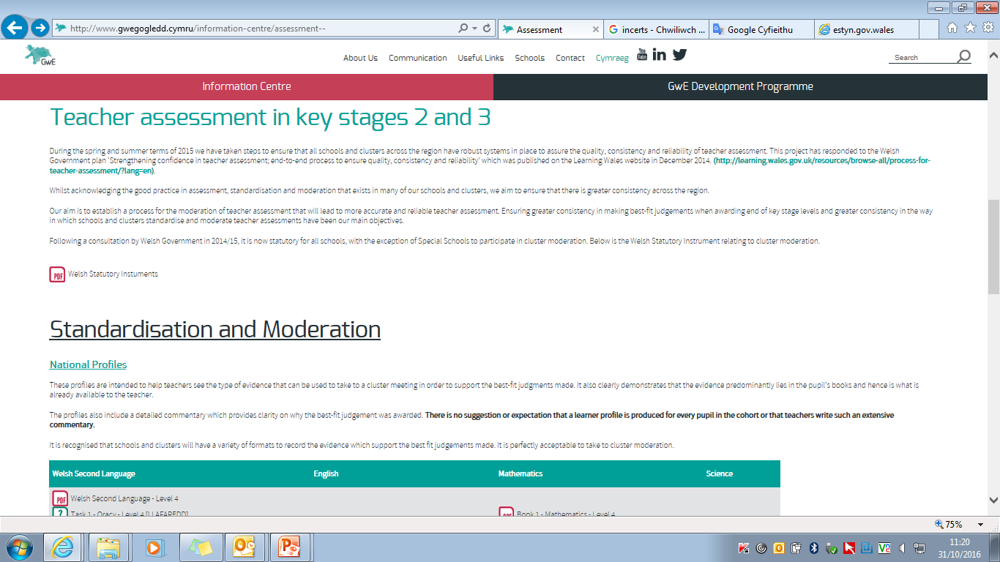 http://www.gwegogledd.cymru/information-centre/assessment--
Assessment
incerts - Chwiliwch ...
Google Cyfieithu
estyn.gov.wales
GwE
About Us Communication Useful Links Schools Contact Cymraeg You Tube in
Search
Information Centre
GwE Development Programme
Teacher assessment in key stages 2 and 3
During the spring and summer terms of 2015 we have taken steps to ensure that all schools and clusters across the region have robust systems in place to assure the quality, consistency and reliability of teacher assessment. This project has responded to the Welsh
Government plan 'Strengthening confidence in teacher assessment; end-to-end process to ensure quality, consistency and reliability' which was published on the Learning Wales website in December 2014. (http://learning.wales.gov.uk/resources/browse-all/process-for-
teacher-assessment/?lang=en).
Whilst acknowledging the good practice in assessment, standardisation and moderation that exists in many of our schools and clusters, we aim to ensure that there is greater consistency across the region.
Our aim is to establish a process for the moderation of teacher assessment that will lead to more accurate and reliable teacher assessment. Ensuring greater consistency in making best-fit judgements when awarding end of key stage levels and greater consistency in the way
in which schools and clusters standardise and moderate teacher assessments have been our main objectives.
Following a consultation by Welsh Government in 2014/15, it is now statutory for all schools, with the exception of Special Schools to participate in cluster moderation. Below is the Welsh Statutory Instrument relating to cluster moderation.
PDF Welsh Statutory Instuments
Standardisation and Moderation
National Profiles
These profiles are intended to help teachers see the type of evidence that can be used to take to a cluster meeting in order to support the best-fit judgments made. It also clearly demonstrates that the evidence predominantly lies in the pupil's books and hence is what is
already available to the teacher.
The profiles also include a detailed commentary which provides clarity on why the best-fit judgement was awarded. There is no suggestion or expectation that a learner profile is produced for every pupil in the cohort or that teachers write such an extensive
commentary.
It is recognised that schools and clusters will have a variety of formats to record the evidence which support the best fit judgements made. It is perfectly acceptable to take to cluster moderation.
Welsh Second Language English Mathematics Science
PDF Welsh Second Language - Level 4
? Task 1 - Oracy - Level 4 [LLAFAREDD]
PDF Book 1 - Mathematics - Level 4
75%
11:20
31/10/2016